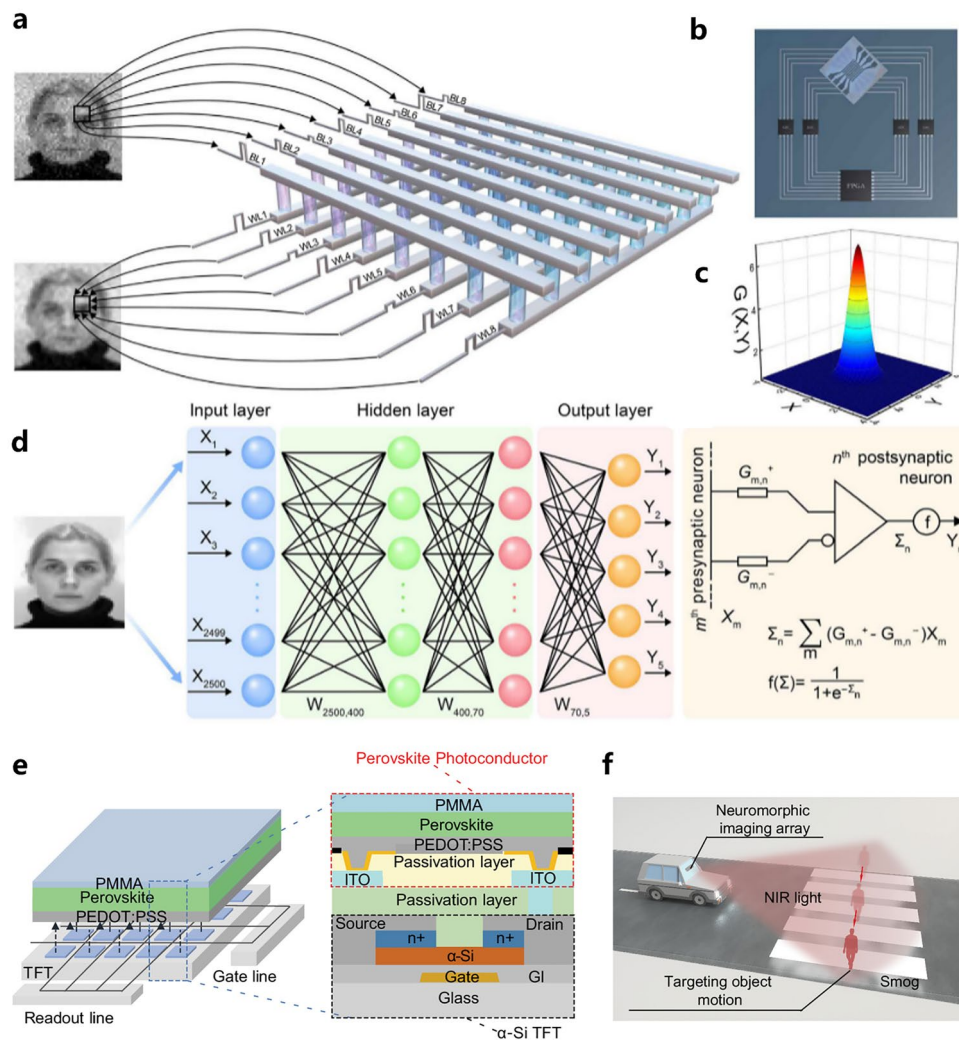 a
BL1
BL2
BL3
BL4
BL5
BL6
BL7
BL8
WL1
WL2
WL3
WL4
WL5
WL6
WL7
WL8
b
FPGA
c
G (X,Y)
6
4
2
X
Y
d
Input layer
Hidden layer
Output layer
X₁
X₂
X₃
X₂₄₉₉
X₂₅₀₀
W₂₅₀₀,₄₀₀
W₄₀₀,₇₀
W₇₀,₅
Y₁
Y₂
Y₃
Y₄
Y₅
mᵗʰ presynaptic neuron
nᵗʰ postsynaptic
neuron
Gm,n⁺
Gm,n⁻
Xm
Σn
f
Σn= Σm (Gm,n⁺ - Gm,n⁻)Xm
f(Σ)= 1/(1+e^-Σn)
e
PMMA
Perovskite
PEDOT:PSS
TFT
Gate line
Readout line
Perovskite Photoconductor
PMMA
Perovskite
PEDOT:PSS
Passivation layer
ITO
ITO
Passivation layer
Source
Drain
n+
n+
α-Si
Gate
GI
Glass
α-Si TFT
f
Neuromorphic
imaging array
NIR light
Targeting object
motion
Smog